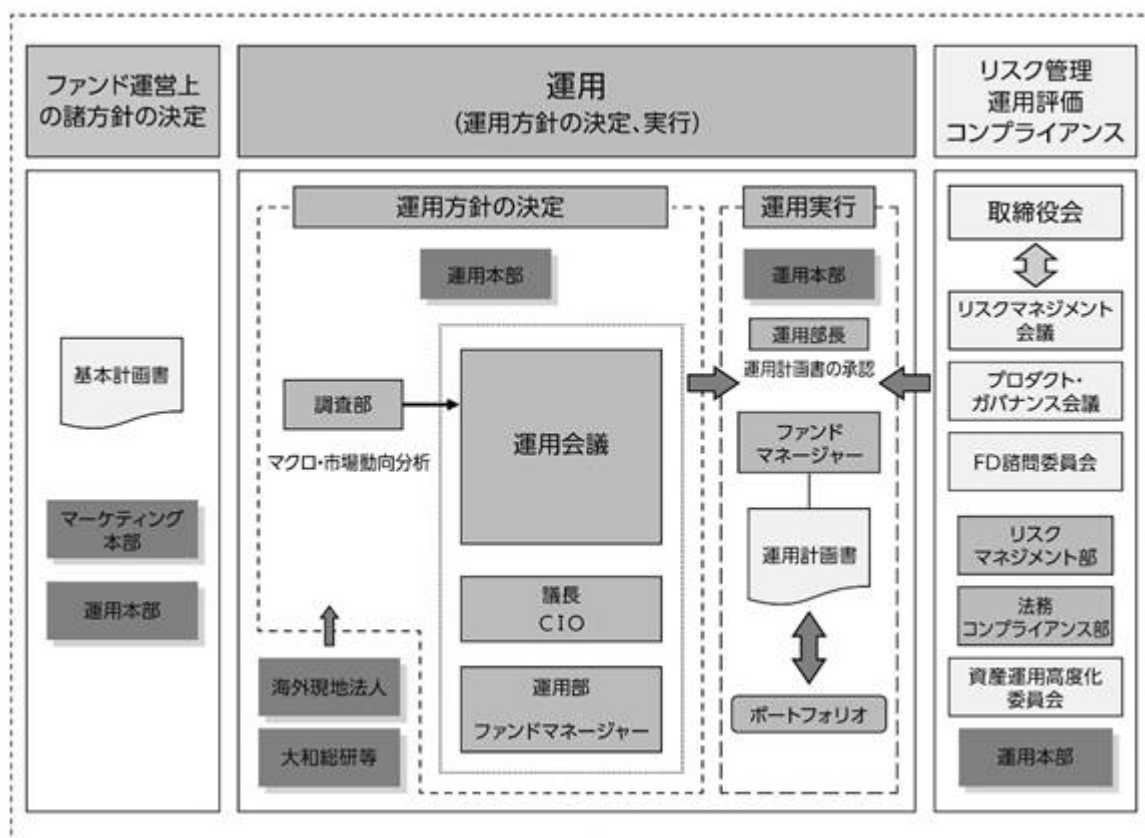 ファンド運営上
の諸方針の決定
運用
(運用方針の決定、実行)
リスク管理
運用評価
コンプライアンス
基本計画書
マーケティング
本部
運用本部
運用方針の決定
運用本部
調査部
マクロ・市場動向分析
運用会議
議長
CIO
運用部
ファンドマネージャー
海外現地法人
大和総研等
運用実行
運用本部
運用部長
運用計画書の承認
ファンド
マネージャー
運用計画書
ポートフォリオ
取締役会
リスクマネジメント
会議
プロダクト・
ガバナンス会議
FD諮問委員会
リスク
マネジメント部
法務
コンプライアンス部
資産運用高度化
委員会
運用本部